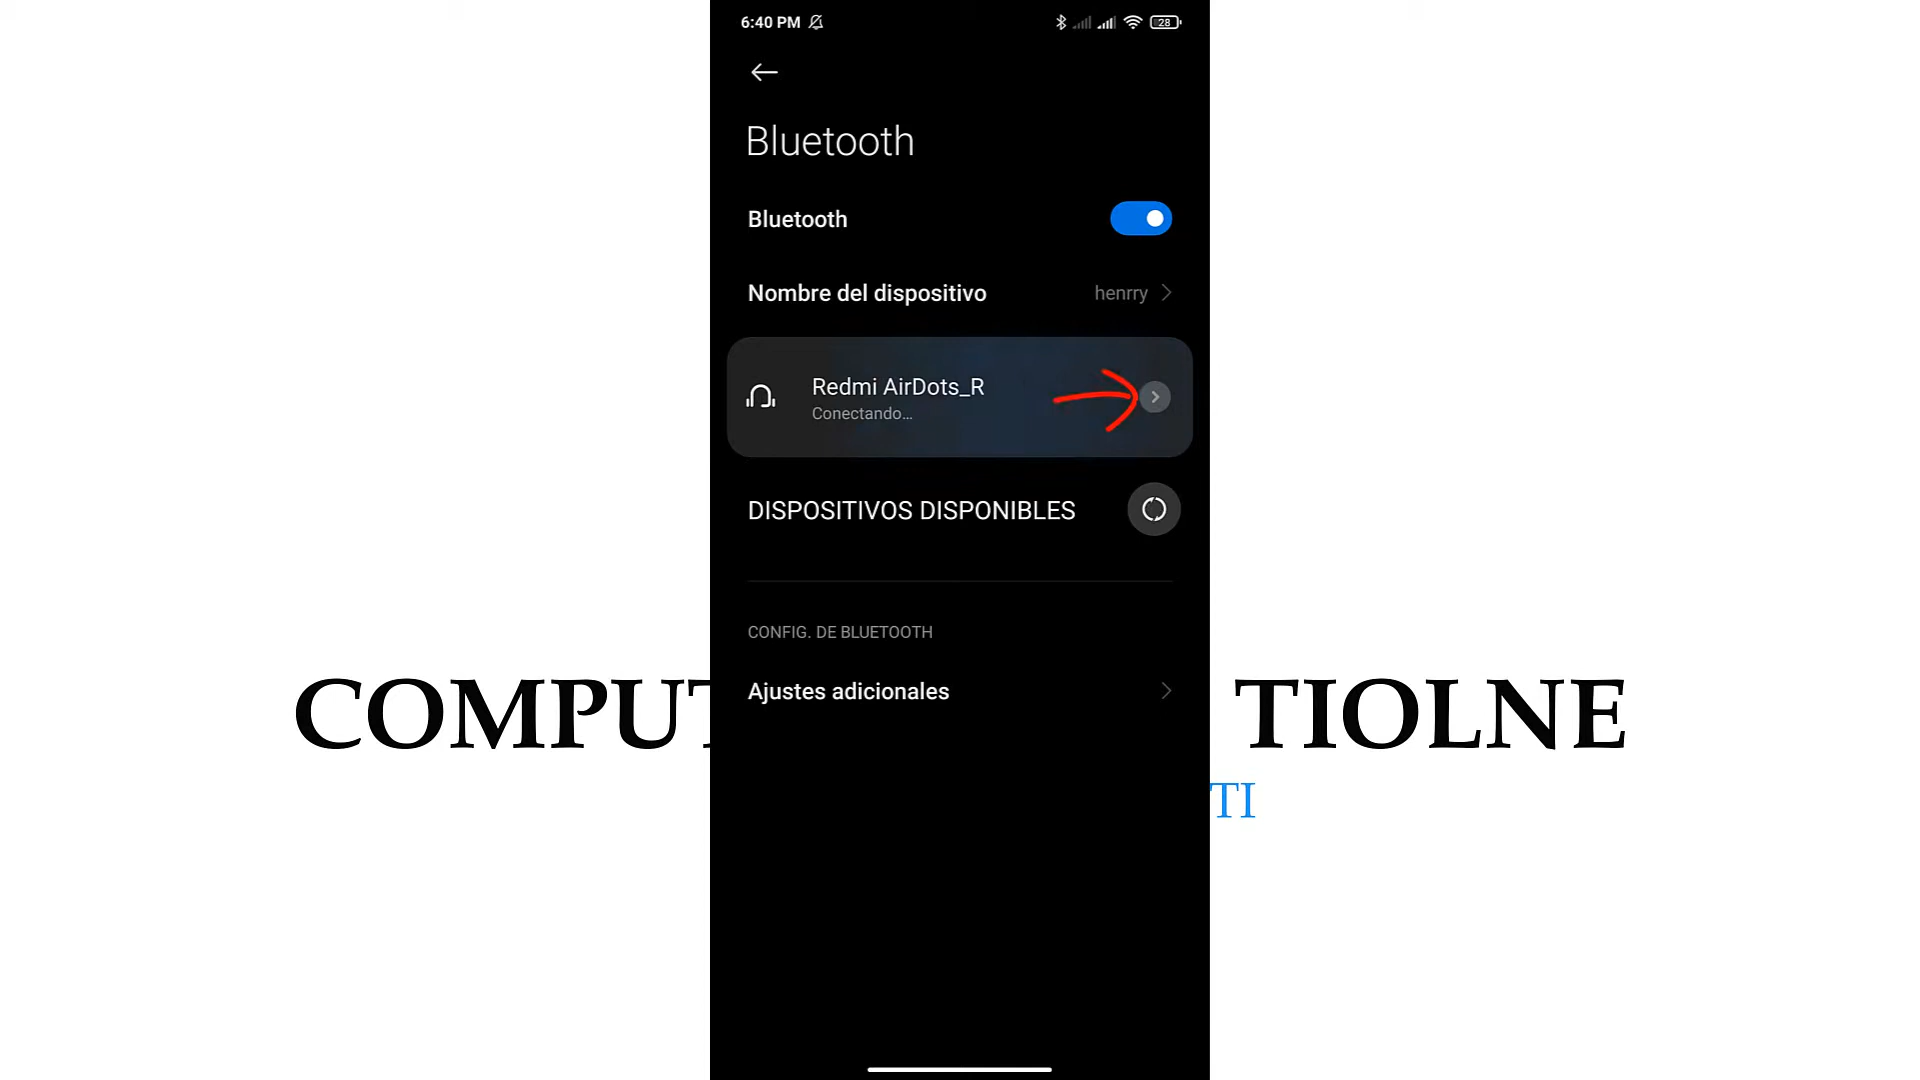 6:40 PM
28
Bluetooth
Bluetooth
Nombre del dispositivo henrry
Redmi AirDots_R
Conectando...
DISPOSITIVOS DISPONIBLES
CONFIG. DE BLUETOOTH
Ajustes adicionales
COMPUT TIOLNE
TI